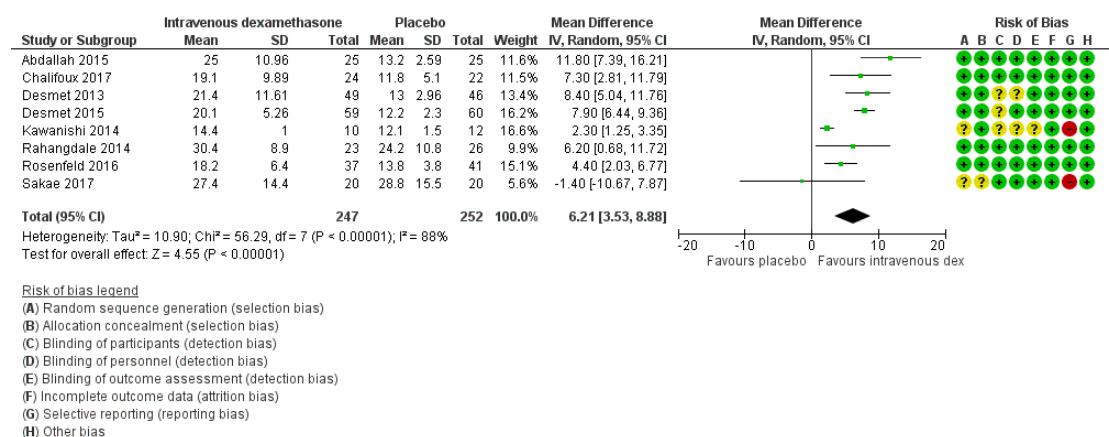 Intravenous dexamethasone Placebo Mean Difference Mean Difference Risk of Bias
Study or Subgroup Mean SD Total Mean SD Total Weight IV, Random, 95% CI IV, Random, 95% CI A B C D E F G H
Abdallah 2015 25 10.96 25 13.2 2.59 25 11.6% 11.80 [7.39, 16.21] + + + + + + + +
Chalifoux 2017 19.1 9.89 24 11.8 5.1 22 11.5% 7.30 [2.81, 11.79] + + + + + + + +
Desmet 2013 21.4 11.61 49 13 2.96 46 13.4% 8.40 [5.04, 11.76] + + ? ? + + + +
Desmet 2015 20.1 5.26 59 12.2 2.3 60 16.2% 7.90 [6.44, 9.36] + + ? + + + + +
Kawanishi 2014 14.4 1 10 12.1 1.5 12 16.6% 2.30 [1.25, 3.35] ? + ? ? ? + - +
Rahangdale 2014 30.4 8.9 23 24.2 10.8 26 9.9% 6.20 [0.68, 11.72] + + + + + + + +
Rosenfeld 2016 18.2 6.4 37 13.8 3.8 41 15.1% 4.40 [2.03, 6.77] + + + + + + + +
Sakae 2017 27.4 14.4 20 28.8 15.5 20 5.6% -1.40 [-10.67, 7.87] ? ? + + + + - +
Total (95% CI) 247 252 100.0% 6.21 [3.53, 8.88]
Heterogeneity: Tau² = 10.90; Chi² = 56.29, df = 7 (P < 0.00001); I² = 88%
Test for overall effect: Z = 4.55 (P < 0.00001)
-20 -10 0 10 20
Favours placebo Favours intravenous dex
Risk of bias legend
(A) Random sequence generation (selection bias)
(B) Allocation concealment (selection bias)
(C) Blinding of participants (detection bias)
(D) Blinding of personnel (detection bias)
(E) Blinding of outcome assessment (detection bias)
(F) Incomplete outcome data (attrition bias)
(G) Selective reporting (reporting bias)
(H) Other bias